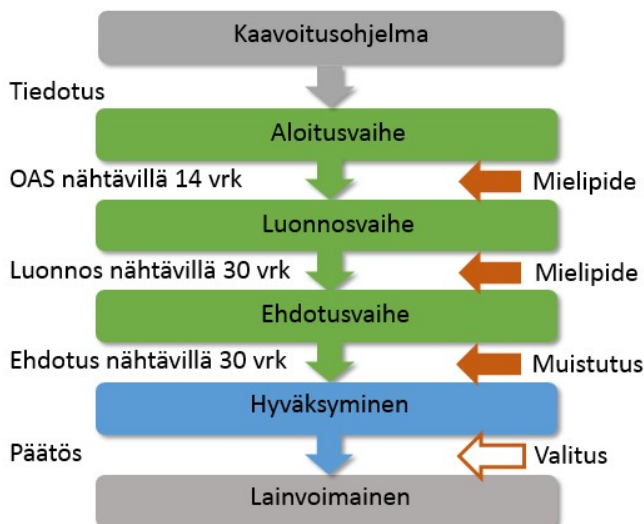 Kaavoitusohjelma
Tiedotus
Aloitusvaihe
OAS nähtävillä 14 vrk
Mielipide
Luonnosvaihe
Luonnos nähtävillä 30 vrk
Mielipide
Ehdotusvaihe
Ehdotus nähtävillä 30 vrk
Muistutus
Hyväksyminen
Päätös
Valitus
Lainvoimainen